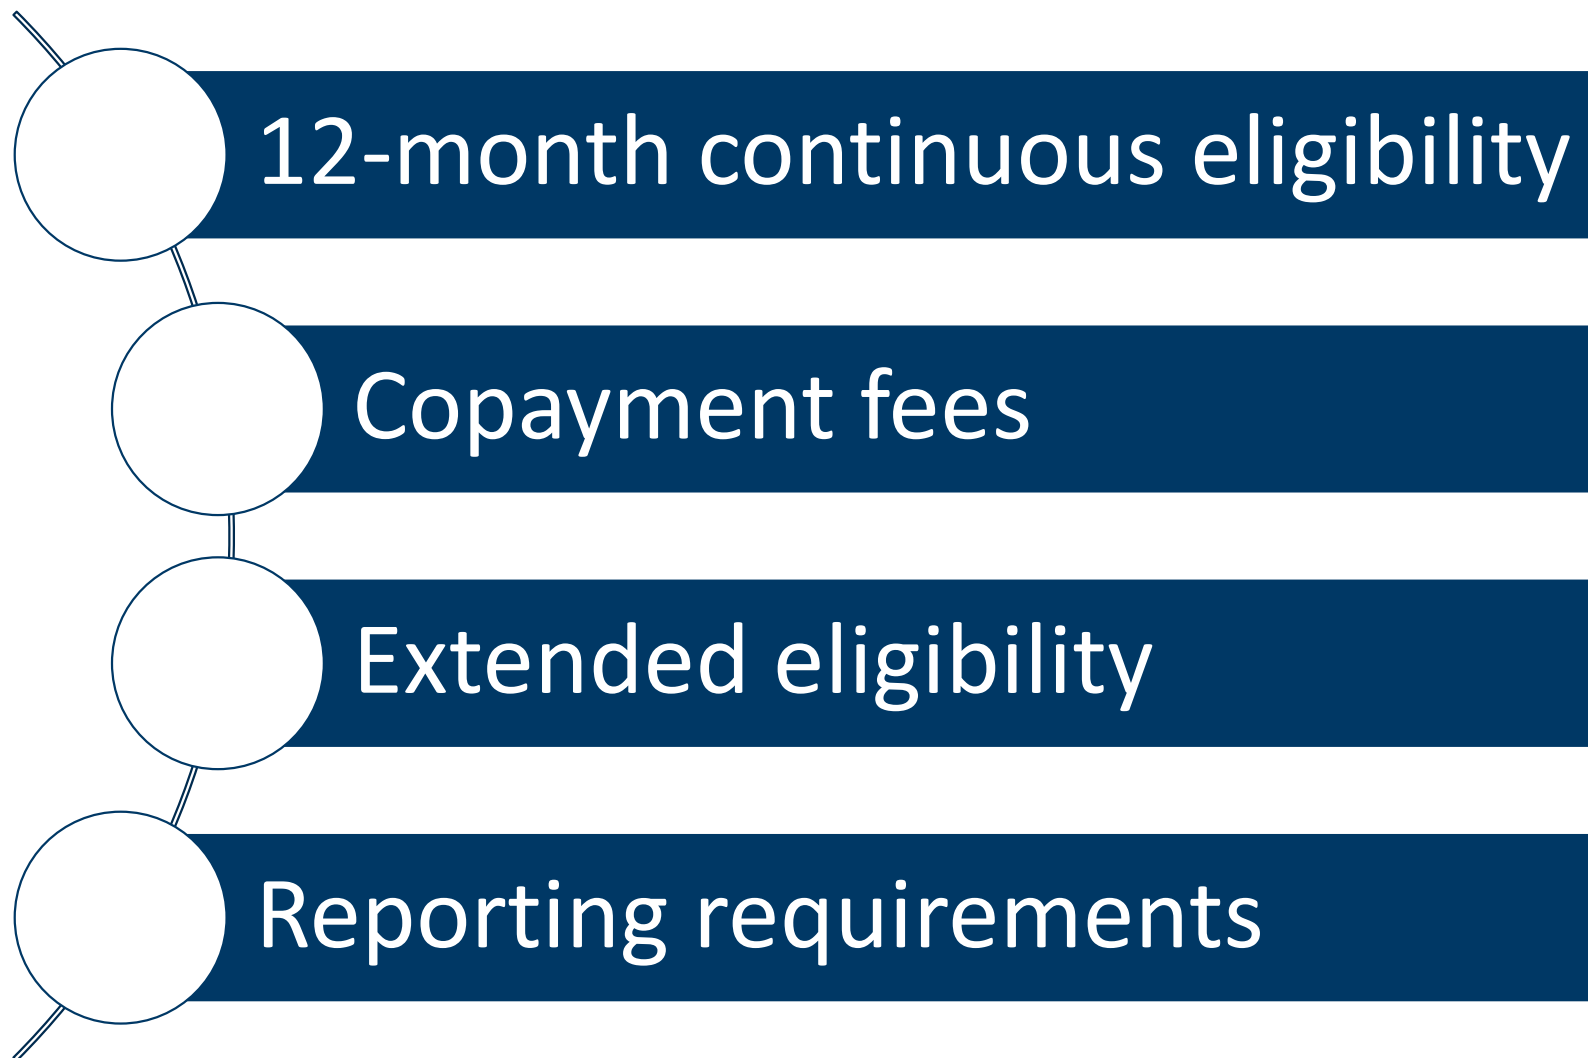 12-month continuous eligibility
Copayment fees
Extended eligibility
Reporting requirements